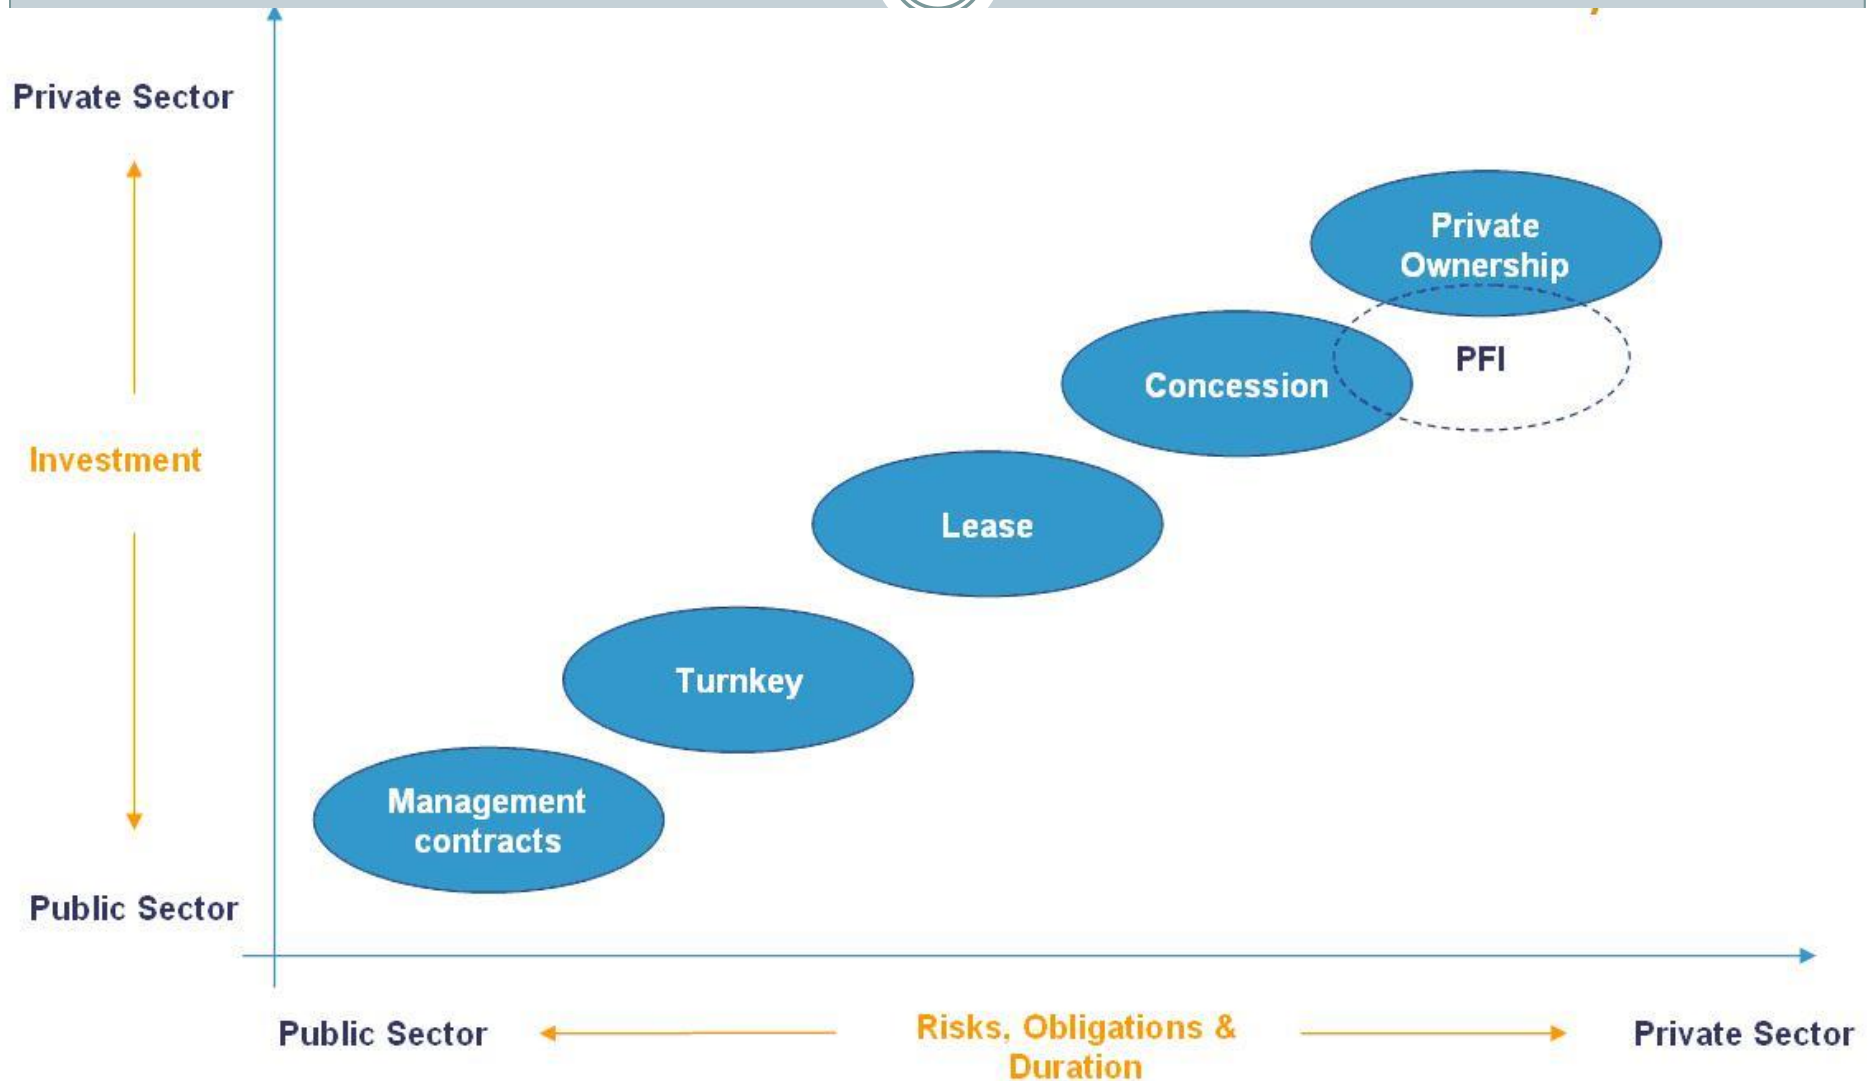 Private Sector
Private
Ownership
PFI
Concession
Investment
Lease
Turnkey
Management
contracts
Public Sector
Public Sector
Risks, Obligations &
Duration
Private Sector